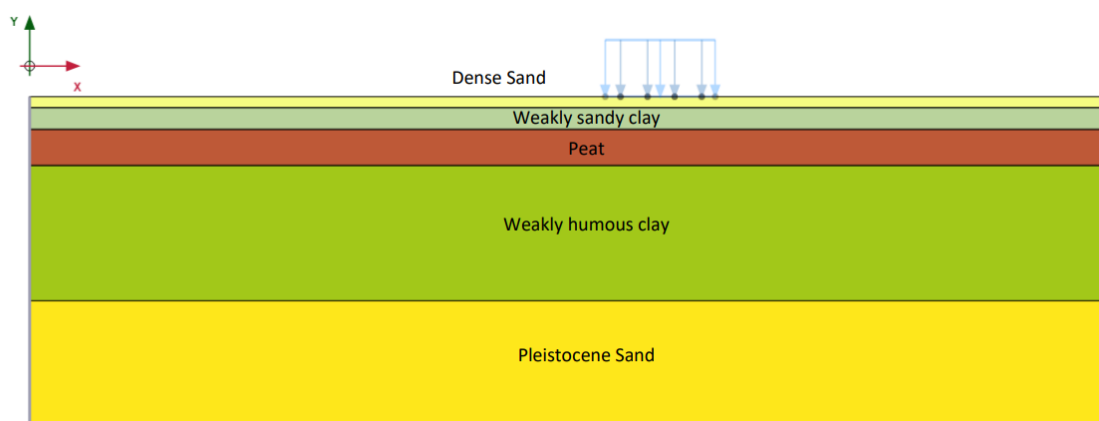 Y
X
Dense Sand
Weakly sandy clay
Peat
Weakly humous clay
Pleistocene Sand